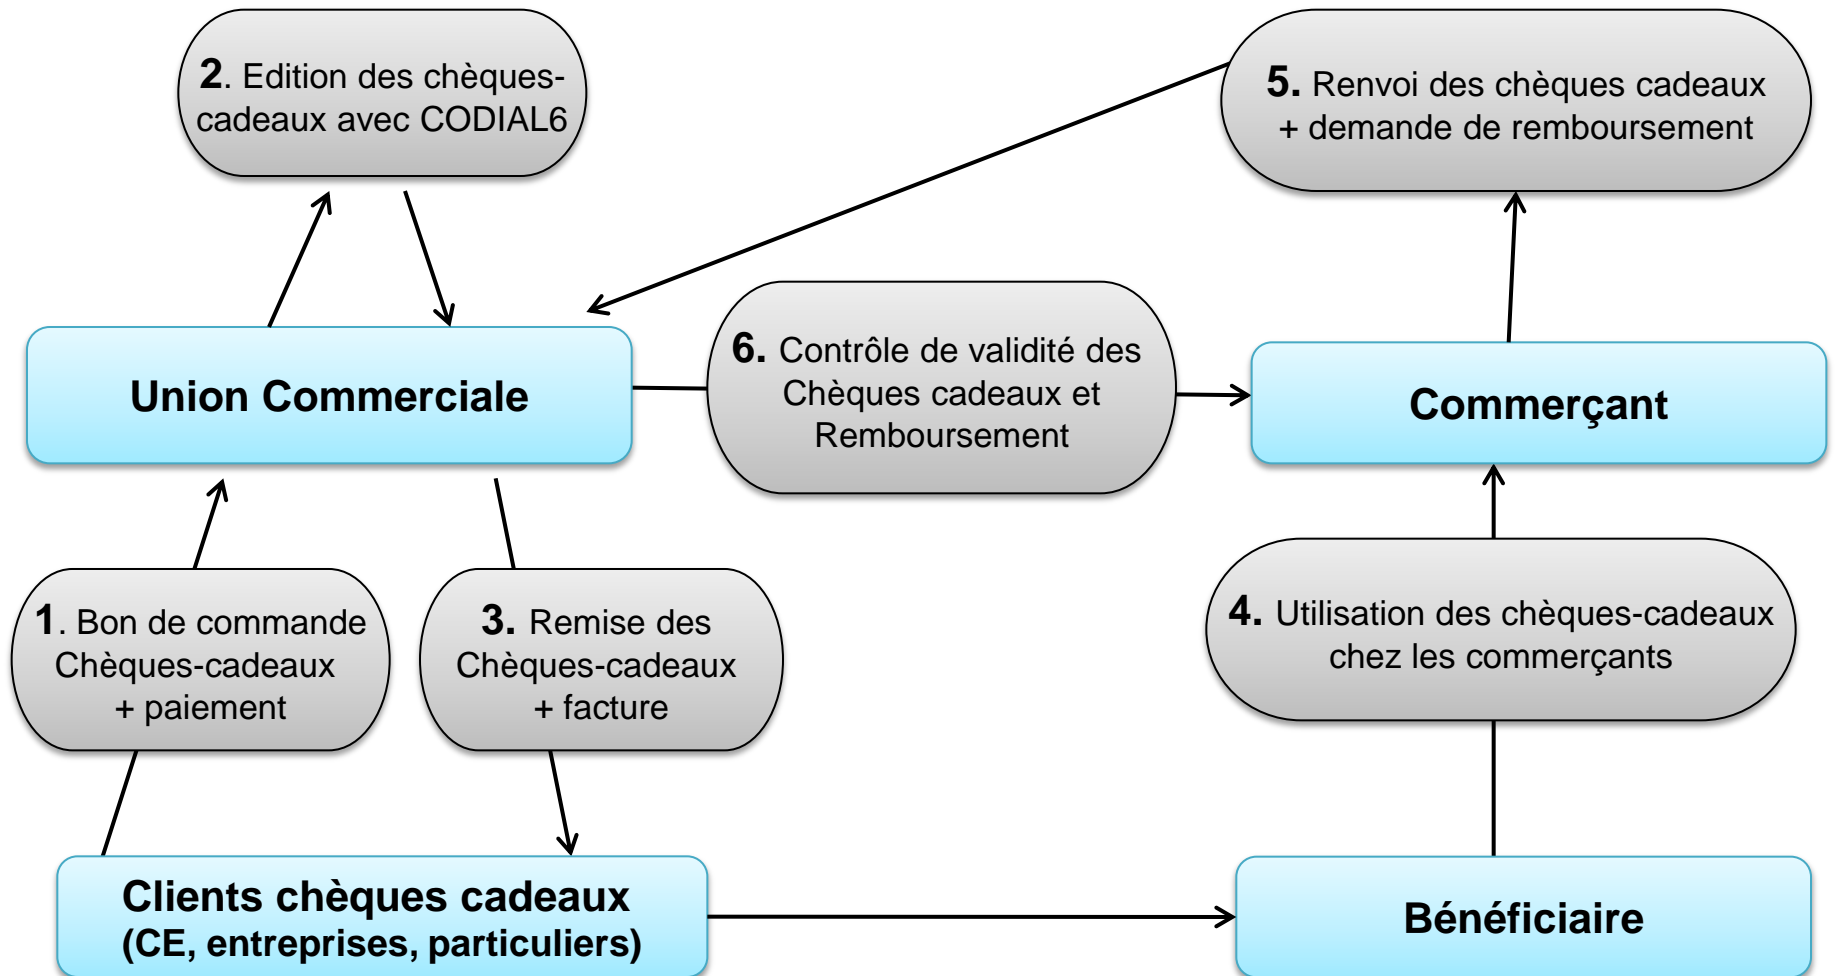 2. Edition des chèques-
cadeaux avec CODIAL6
5. Renvoi des chèques cadeaux
+ demande de remboursement
Union Commerciale
6. Contrôle de validité des
Chèques cadeaux et
Remboursement
Commerçant
1. Bon de commande
Chèques-cadeaux
+ paiement
3. Remise des
Chèques-cadeaux
+ facture
4. Utilisation des chèques-cadeaux
chez les commerçants
Clients chèques cadeaux
(CE, entreprises, particuliers)
Bénéficiaire